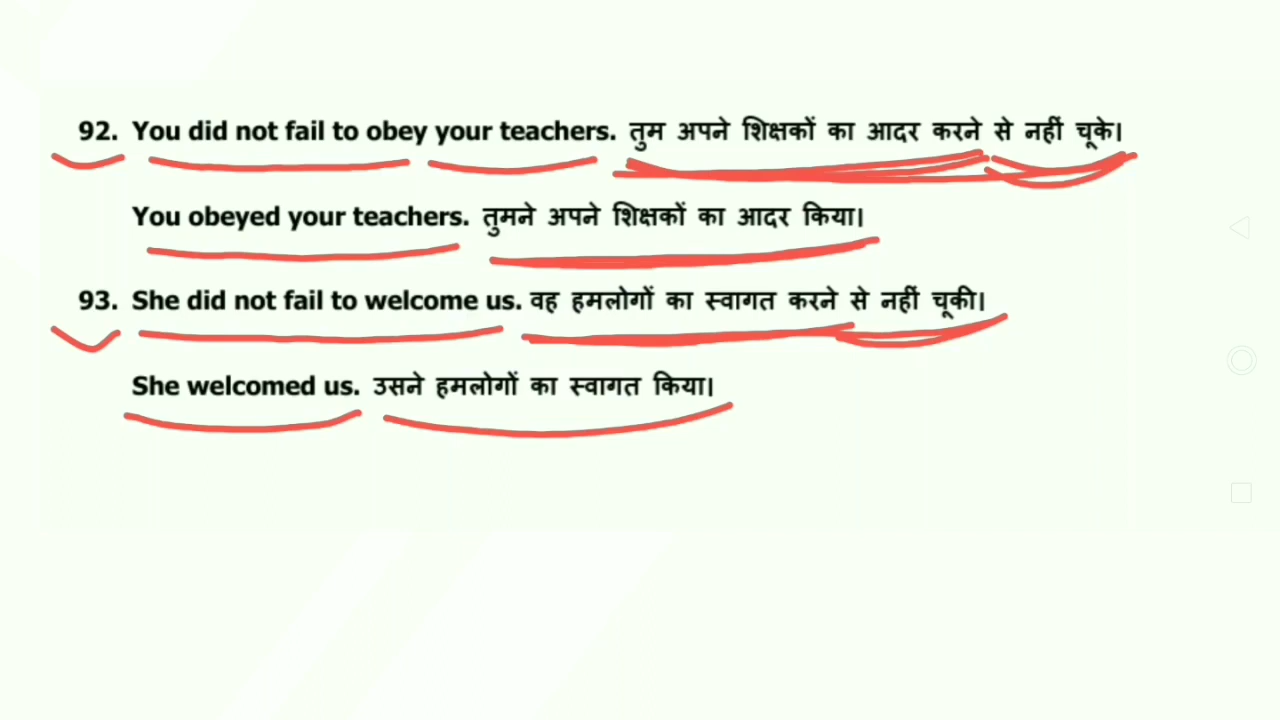 92. You did not fail to obey your teachers. तुम अपने शिक्षकों का आदर करने से नहीं चूके।
You obeyed your teachers. तुमने अपने शिक्षकों का आदर किया।
93. She did not fail to welcome us. वह हमलोगों का स्वागत करने से नहीं चूकी।
She welcomed us. उसने हमलोगों का स्वागत किया।